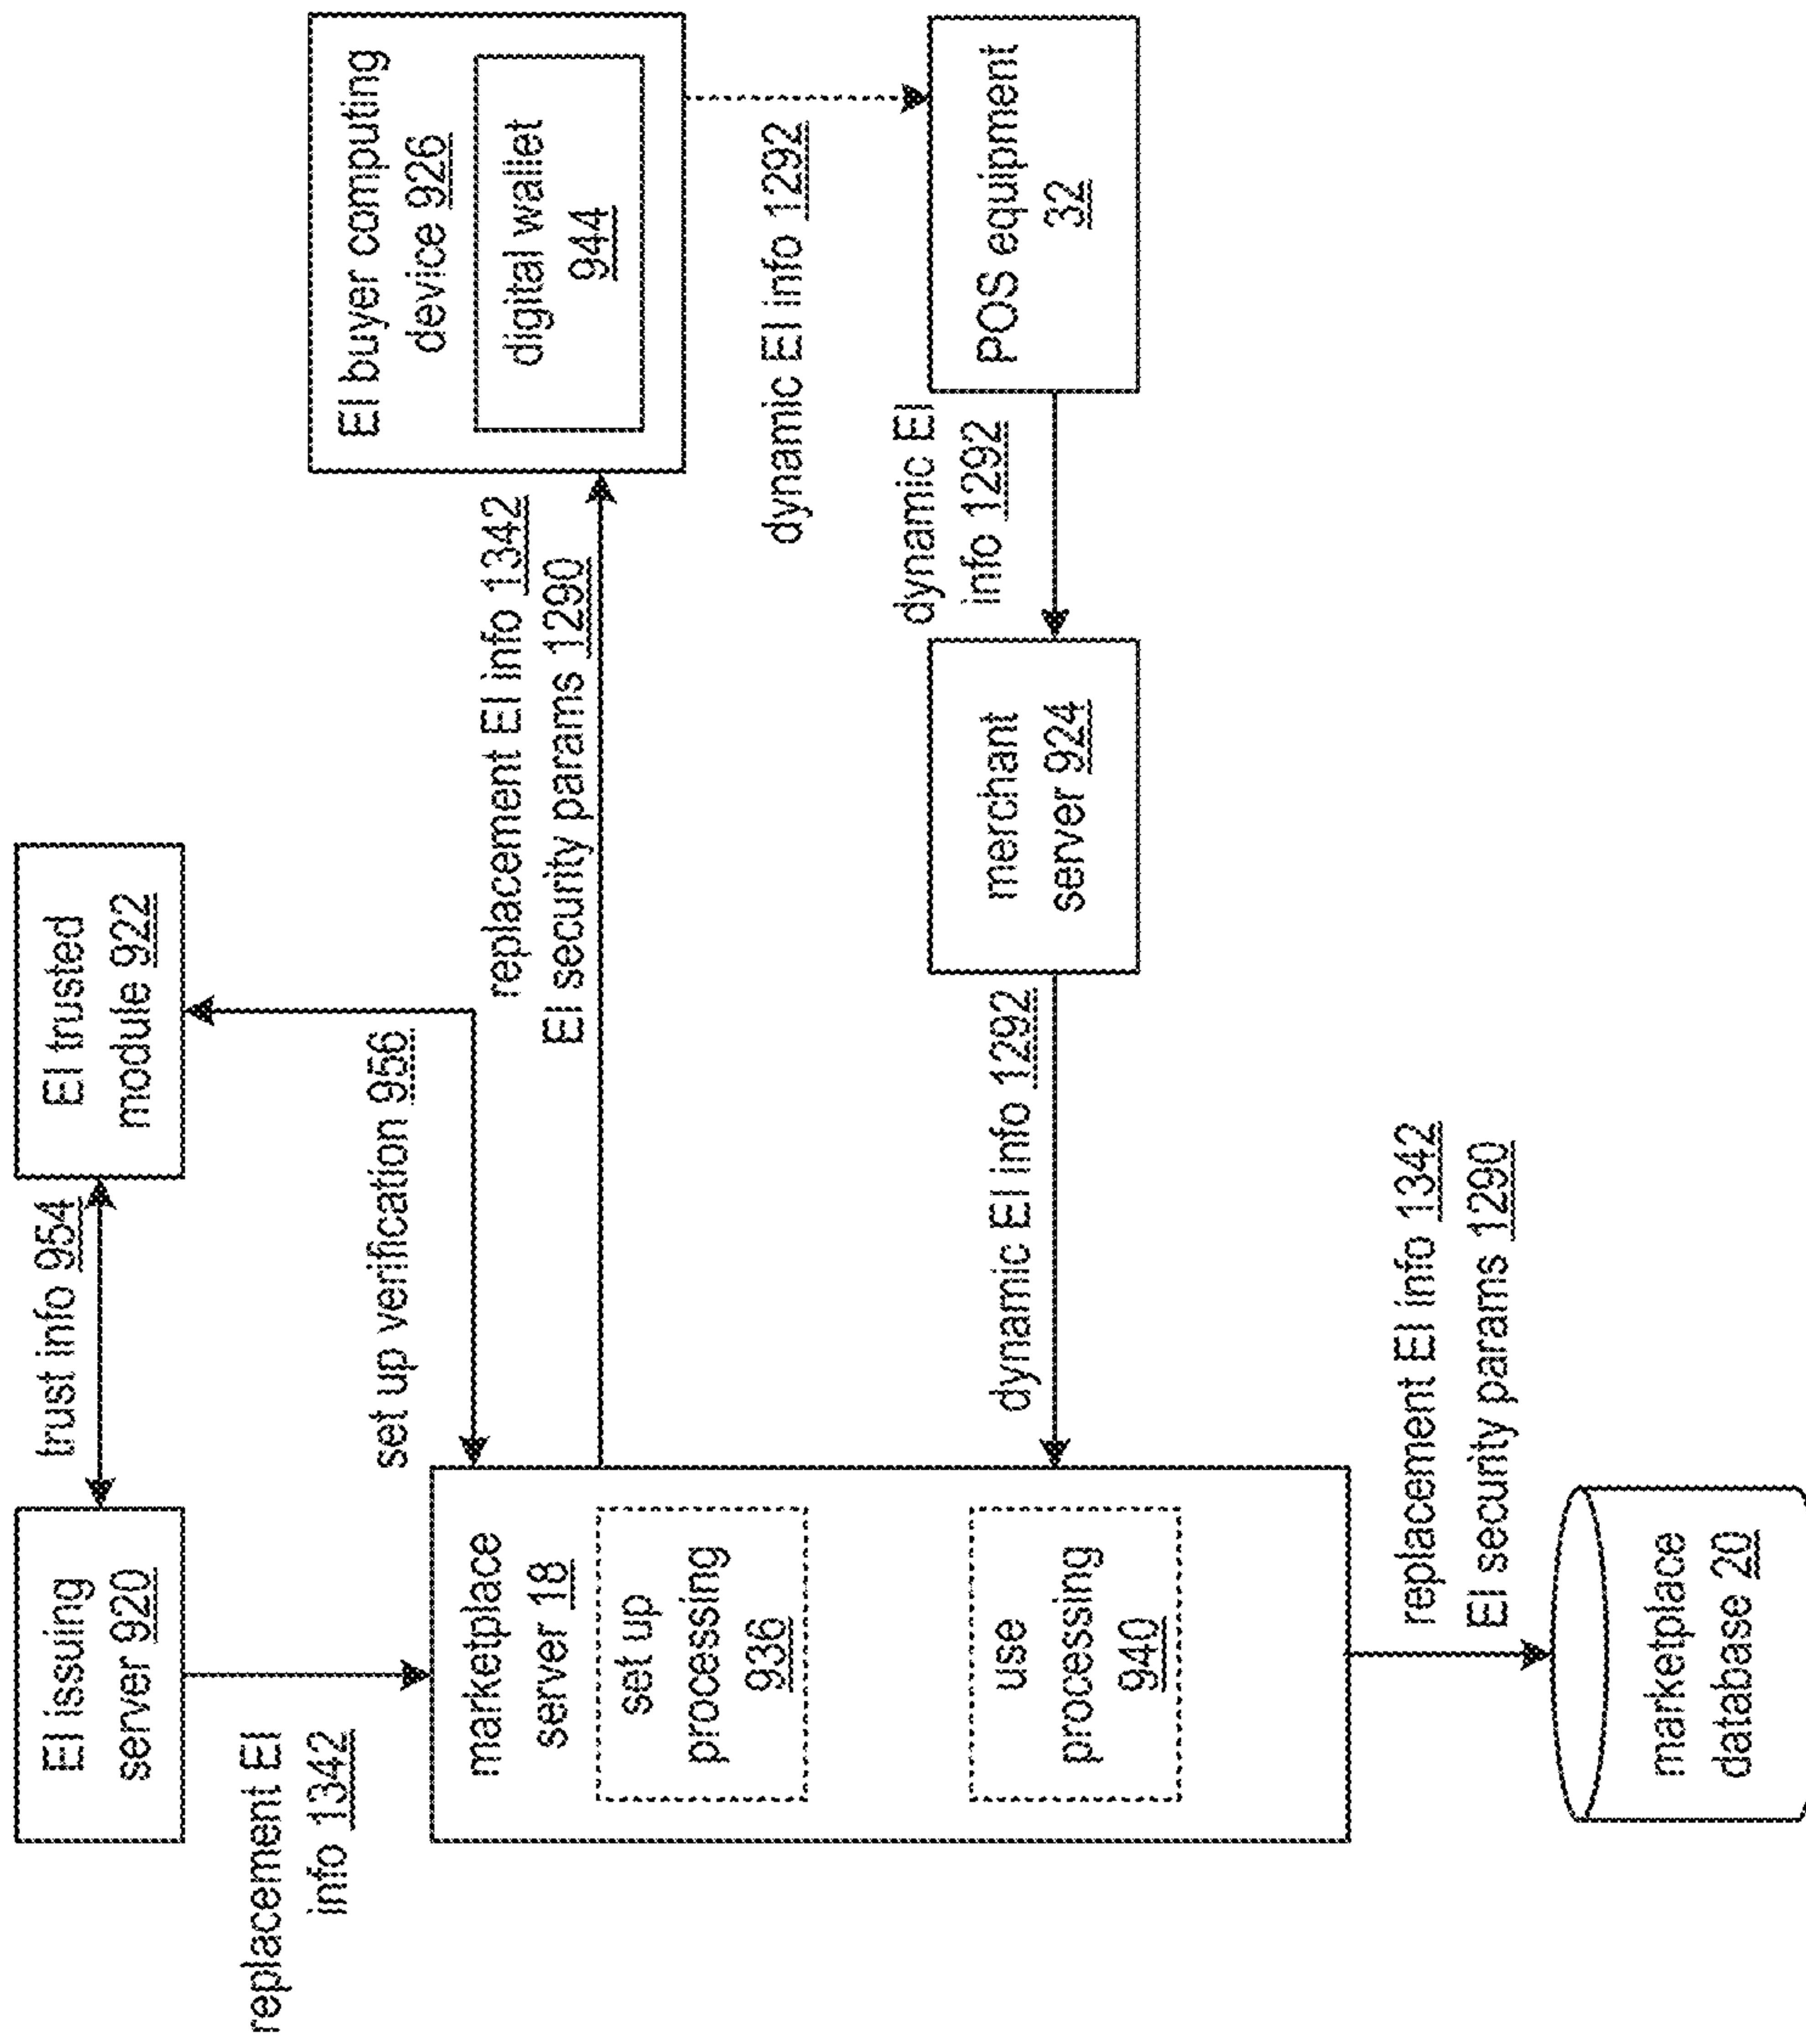 EI issuing
server 920
trust info 954
EI trusted
module 922
replacement EI
info 1342
set up verification 956
EI buyer computing
device 926
digital wallet
944
marketplace
server 18
set up
processing
936
replacement EI info 1342
EI security params 1290
dynamic EI info 1292
use
processing
940
dynamic EI info 1292
merchant
server 924
dynamic EI
info 1292
POS equipment
32
replacement EI info 1342
EI security params 1290
marketplace
database 20